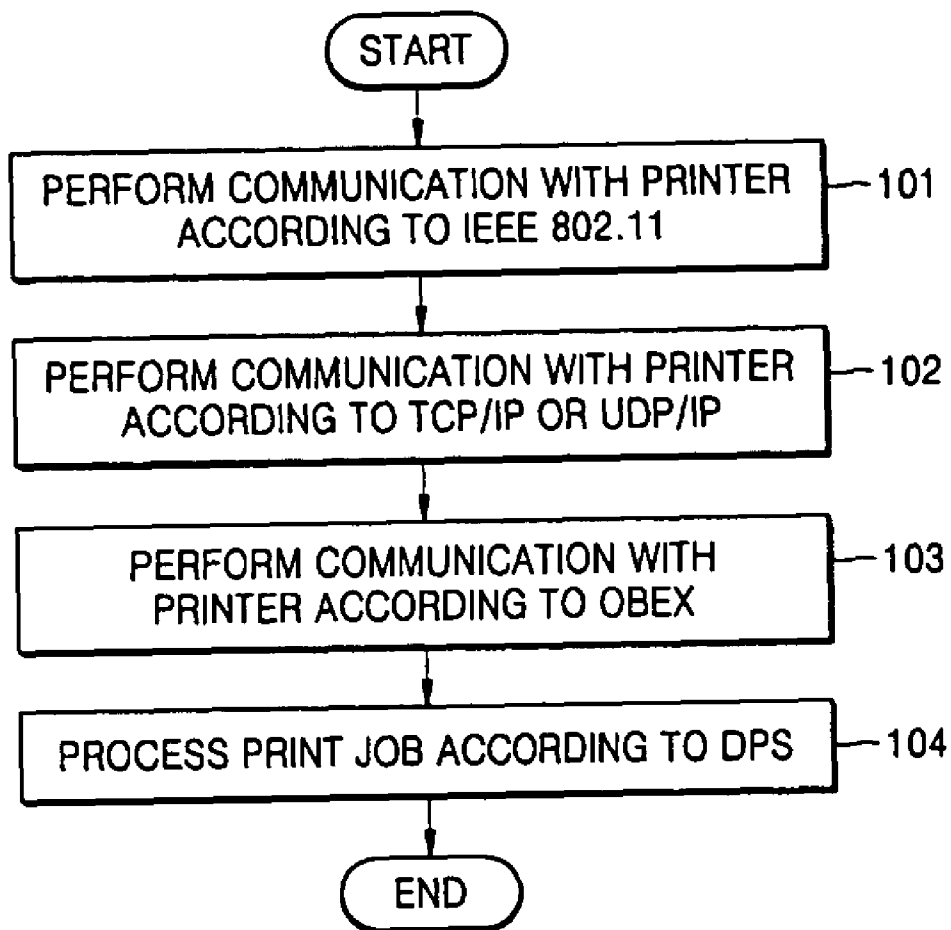 START
PERFORM COMMUNICATION WITH PRINTER
ACCORDING TO IEEE 802.11
101
PERFORM COMMUNICATION WITH PRINTER
ACCORDING TO TCP/IP OR UDP/IP
102
PERFORM COMMUNICATION WITH
PRINTER ACCORDING TO OBEX
103
PROCESS PRINT JOB ACCORDING TO DPS
104
END